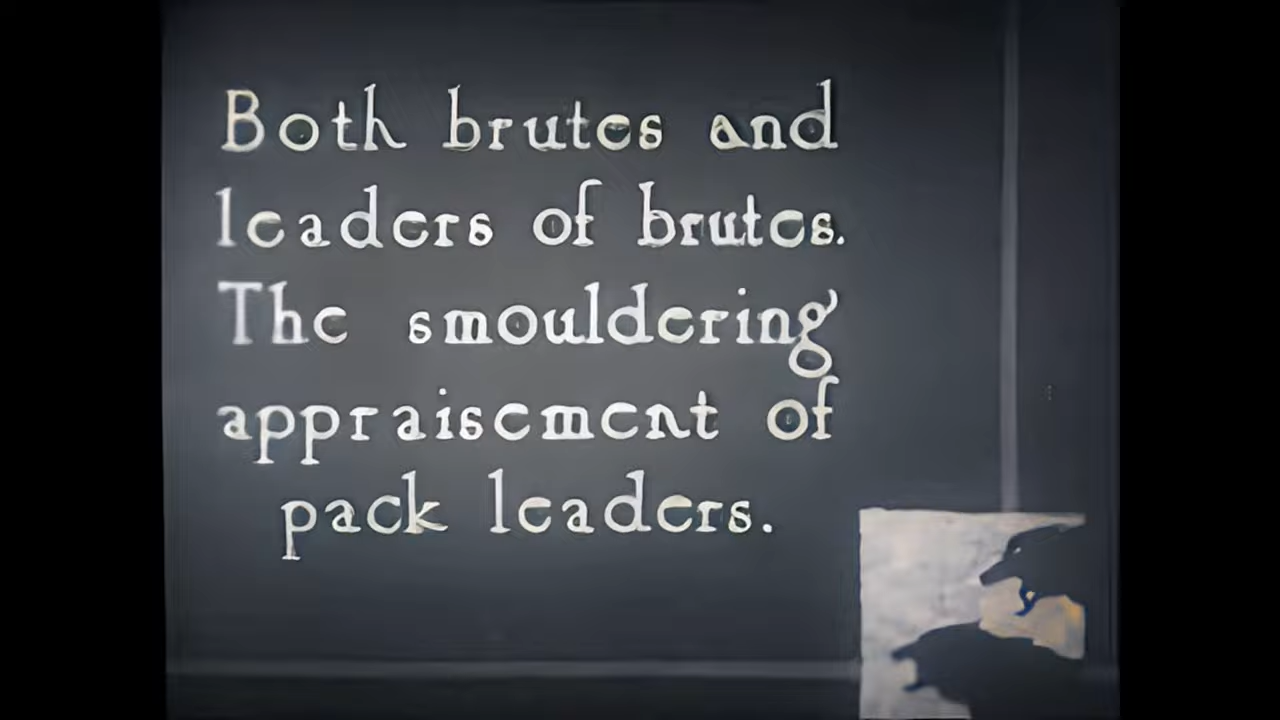 Both brutes and
leaders of brutes.
The smouldering
appraisement of
pack leaders.